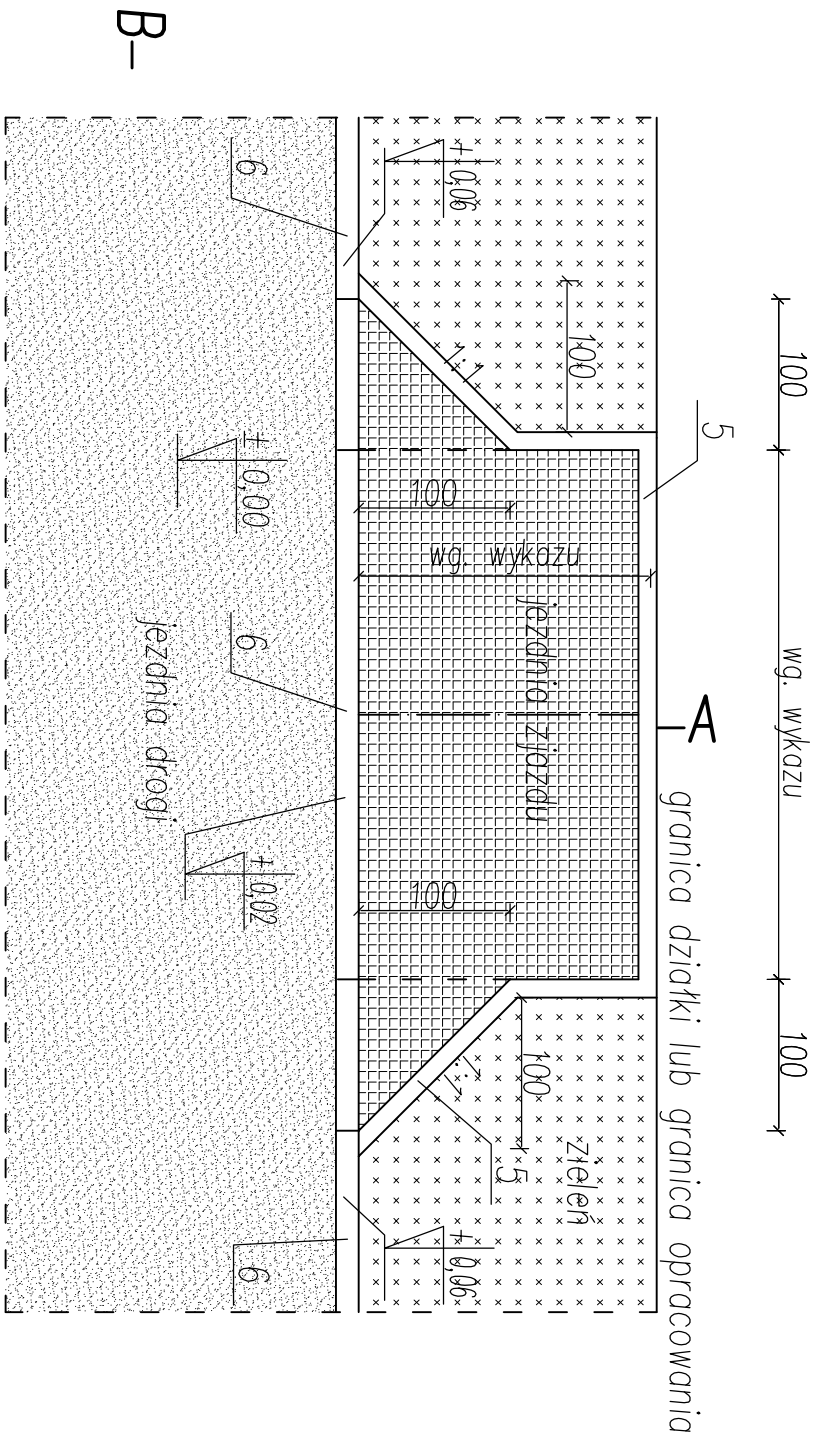 100
wg. wykazu
100
granica działki lub granica opracowania
A
5
zieleń
100
1:1
100
1:1
5
jezdnia zjazdu
wg. wykazu
100
100
+0,06
+0,06
6
6
6
±0,00
+0,02
jezdnia drogi
B